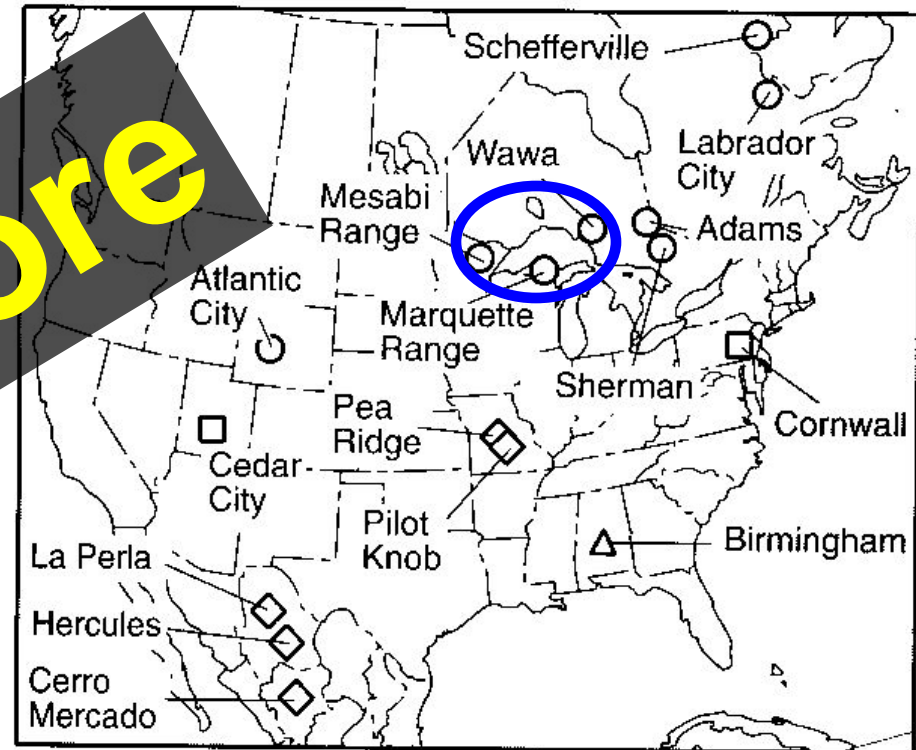 Schefferville
Labrador
City
Wawa
Mesabi
Range
Adams
ore
Atlantic
City
Marquette
Range
Sherman
Pea
Ridge
Cornwall
Cedar
City
Pilot
Knob
Birmingham
La Perla
Hercules
Cerro
Mercado